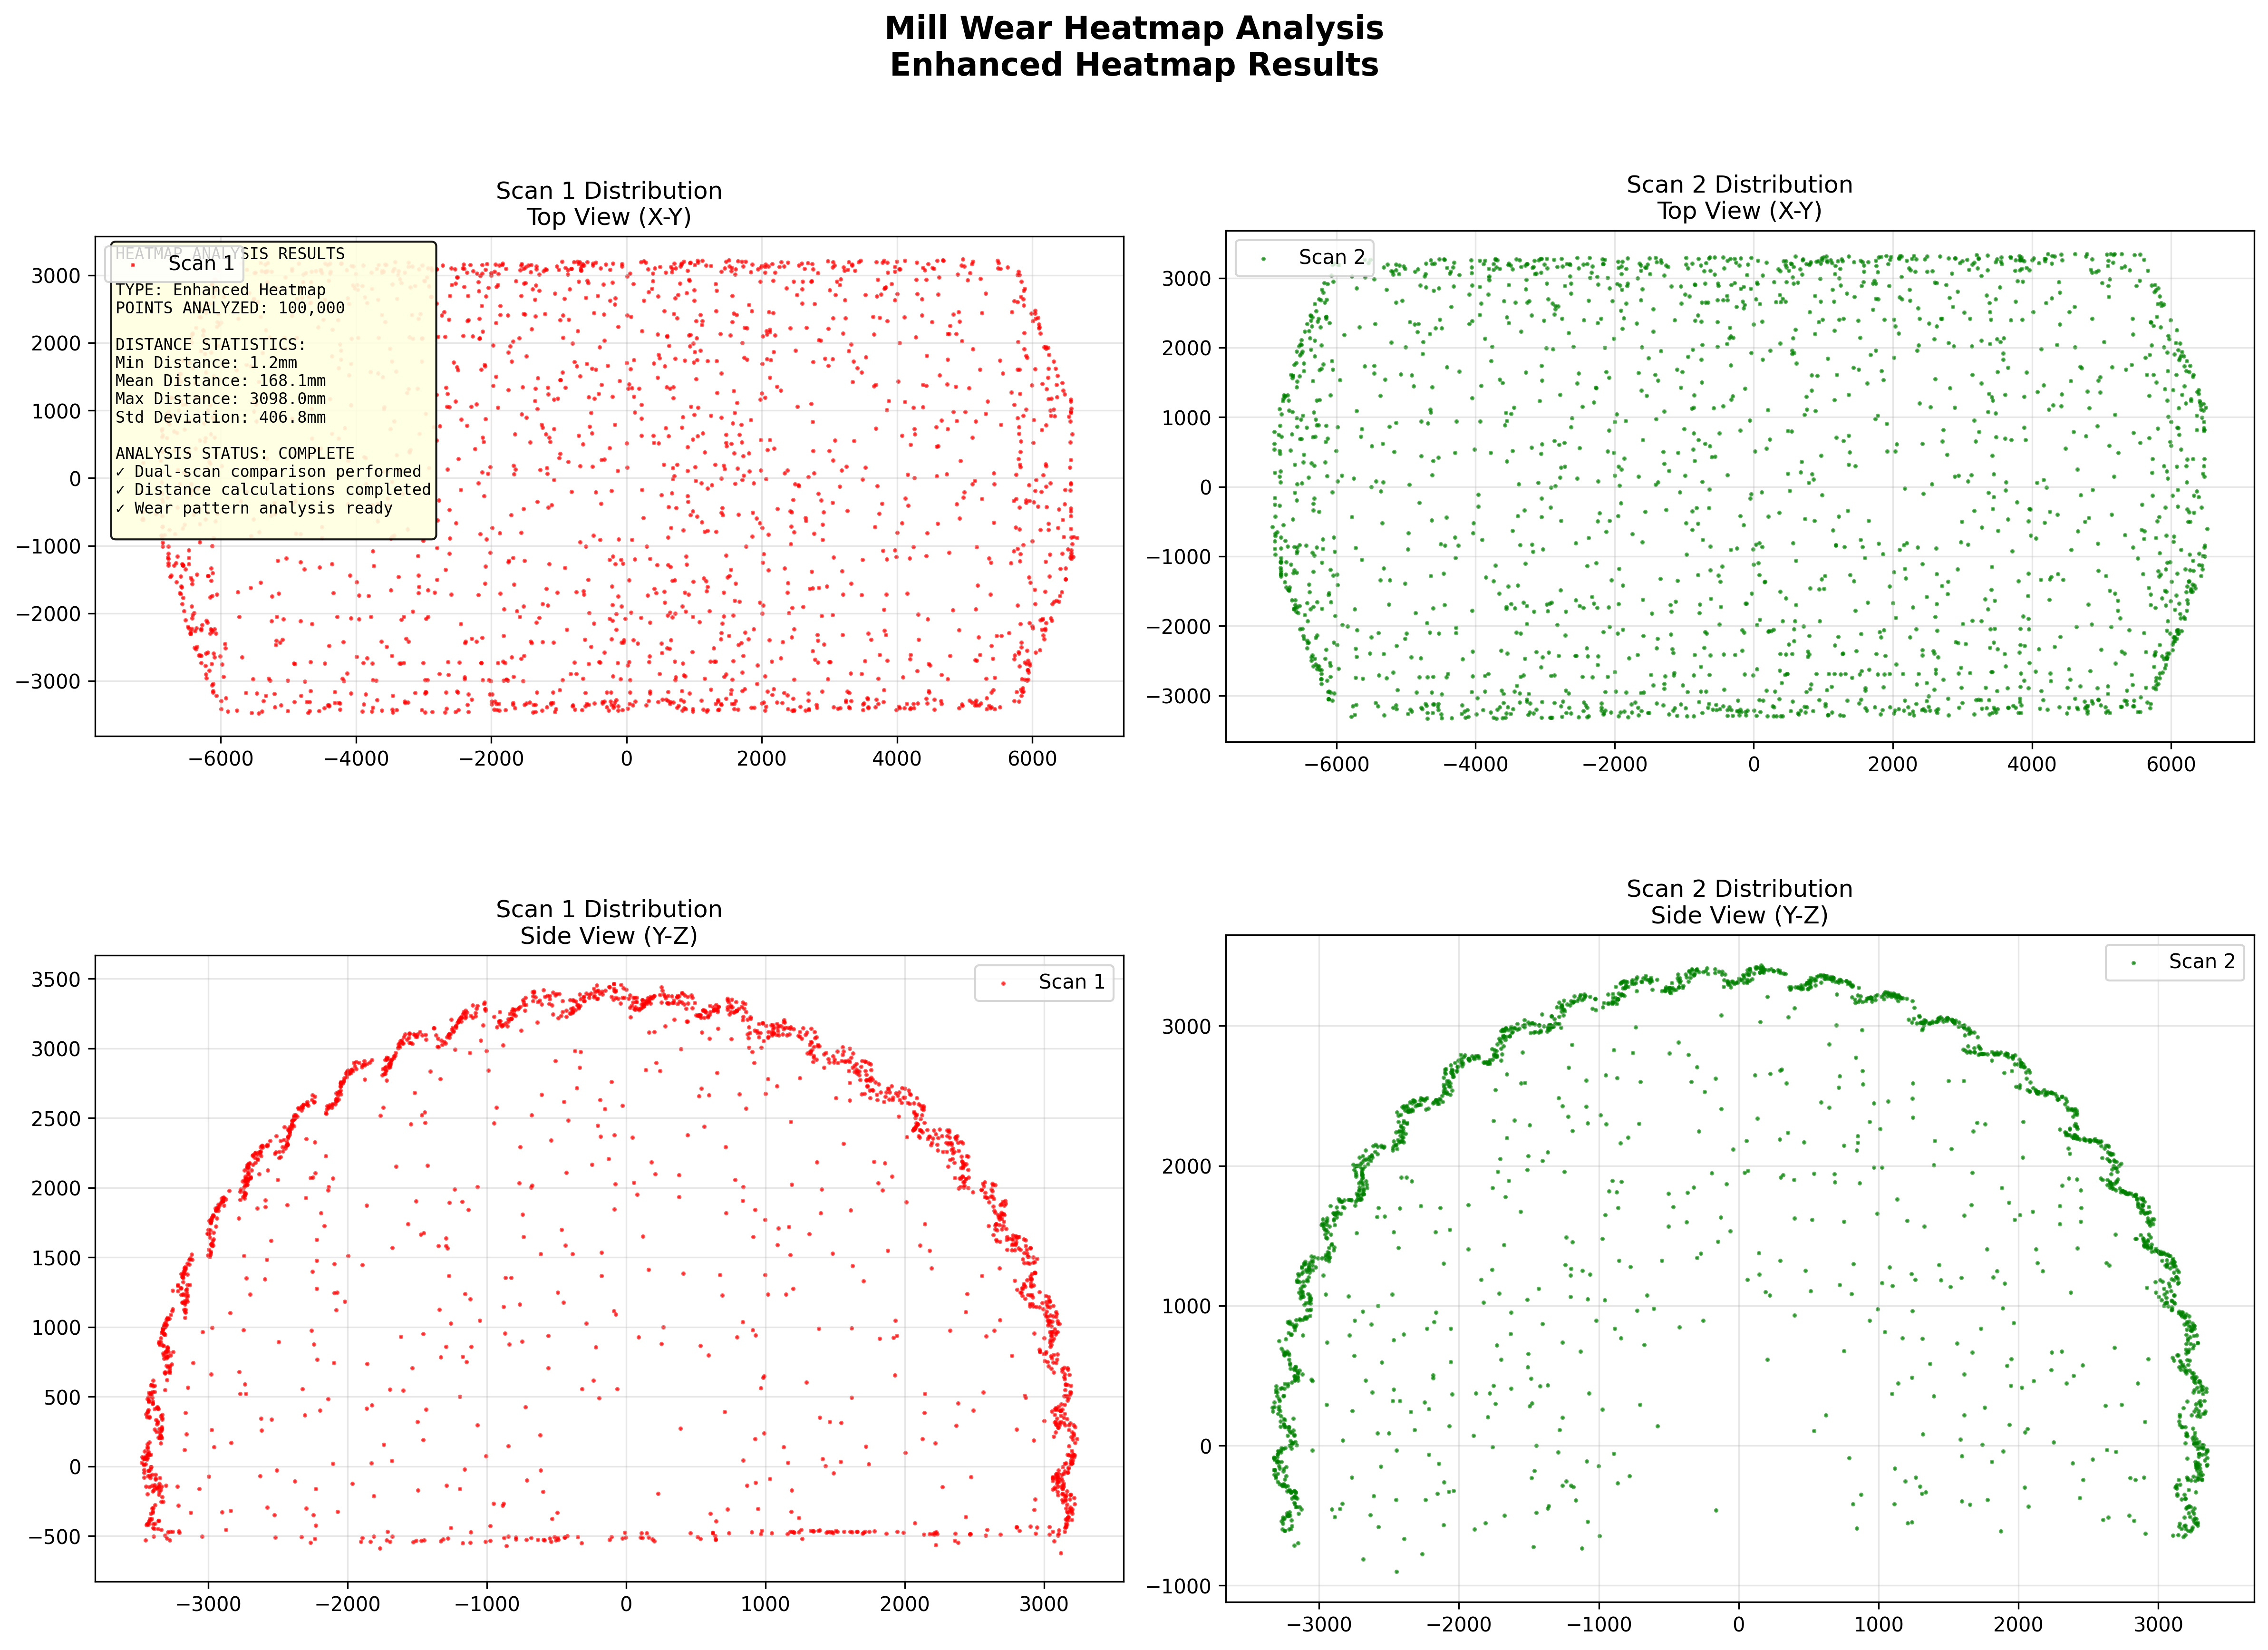 Mill Wear Heatmap Analysis
Enhanced Heatmap Results
Scan 1 Distribution
Top View (X-Y)
HEATMAP ANALYSIS RESULTS
Scan 1
TYPE: Enhanced Heatmap
POINTS ANALYZED: 100,000
DISTANCE STATISTICS:
Min Distance: 1.2mm
Mean Distance: 168.1mm
Max Distance: 3098.0mm
Std Deviation: 406.8mm
ANALYSIS STATUS: COMPLETE
✓ Dual-scan comparison performed
✓ Distance calculations completed
✓ Wear pattern analysis ready
3000
2000
1000
0
−1000
−2000
−3000
−6000 −4000 −2000 0 2000 4000 6000
Scan 2 Distribution
Top View (X-Y)
Scan 2
3000
2000
1000
0
−1000
−2000
−3000
−6000 −4000 −2000 0 2000 4000 6000
Scan 1 Distribution
Side View (Y-Z)
Scan 1
3500
3000
2500
2000
1500
1000
500
0
−500
−3000 −2000 −1000 0 1000 2000 3000
Scan 2 Distribution
Side View (Y-Z)
Scan 2
3000
2000
1000
0
−1000
−3000 −2000 −1000 0 1000 2000 3000